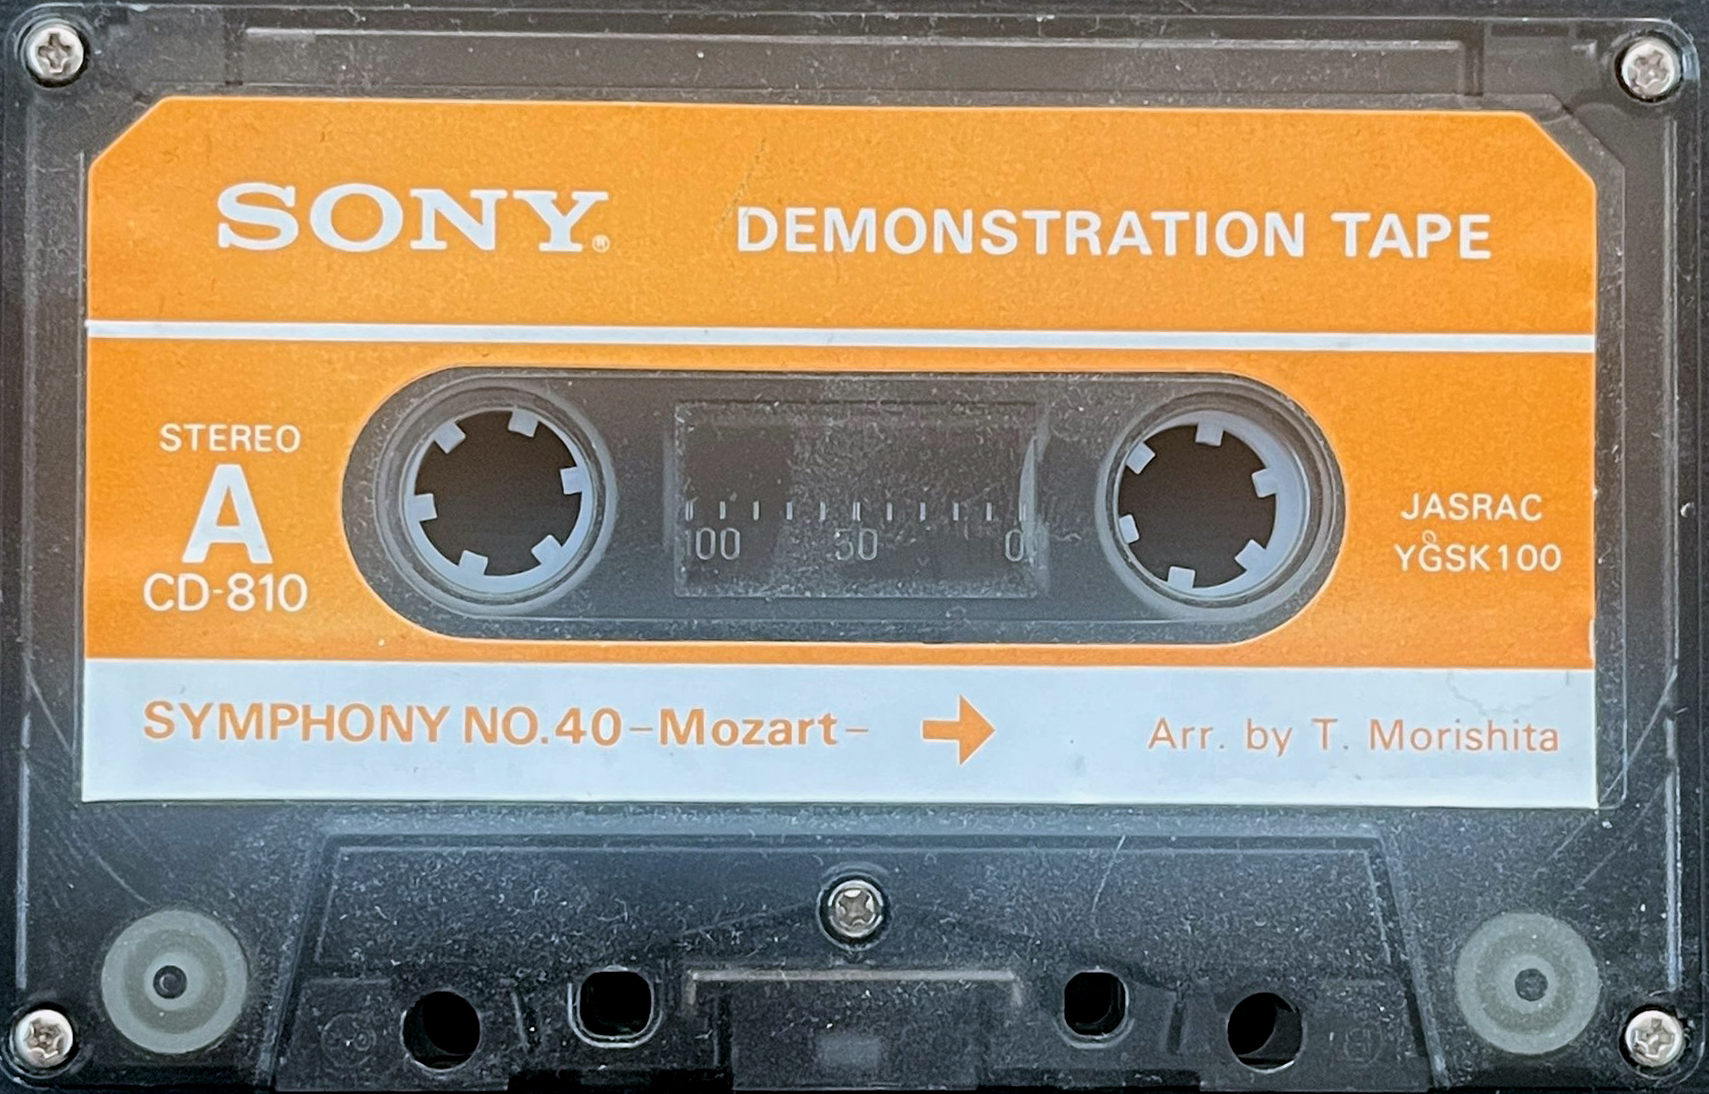 SONY®
DEMONSTRATION TAPE
STEREO
A
CD-810
100 50 0
JASRAC
YGSK100
SYMPHONY NO.40-Mozart- →
Arr. by T. Morishita